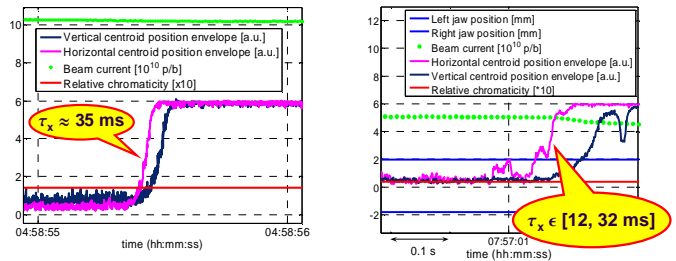 10
8
6
4
2
0
Vertical centroid position envelope [a.u.]
Horizontal centroid position envelope [a.u.]
Beam current [10^10 p/b]
Relative chromaticity [x10]
τx ≈ 35 ms
04:58:55
04:58:56
time (hh:mm:ss)
12
10
8
6
4
2
0
-2
Left jaw position [mm]
Right jaw position [mm]
Beam current [10^10 p/b]
Horizontal centroid position envelope [a.u.]
Vertical centroid position envelope [a.u.]
Relative chromaticity [*10]
τx ϵ [12, 32 ms]
0.1 s
07:57:01
time (hh:mm:ss)